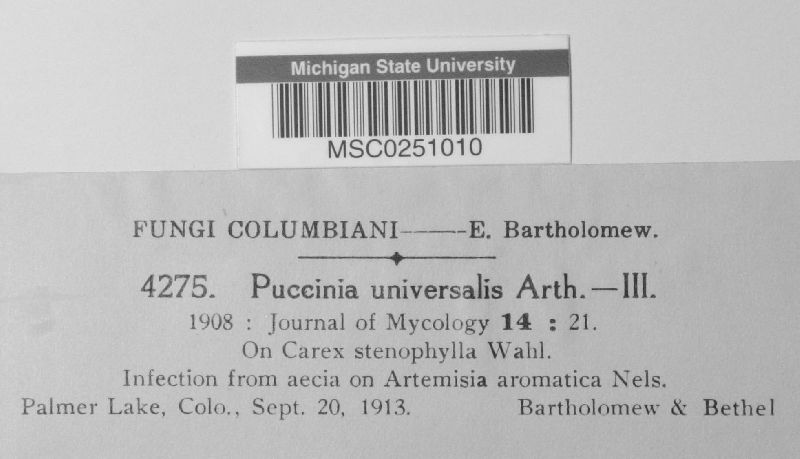 Michigan State University
MSC0251010
FUNGI COLUMBIANI——E. Bartholomew.
4275. Puccinia universalis Arth.—III.
1908 : Journal of Mycology 14 : 21.
On Carex stenophylla Wahl.
Infection from aecia on Artemisia aromatica Nels.
Palmer Lake, Colo., Sept. 20, 1913. Bartholomew & Bethel